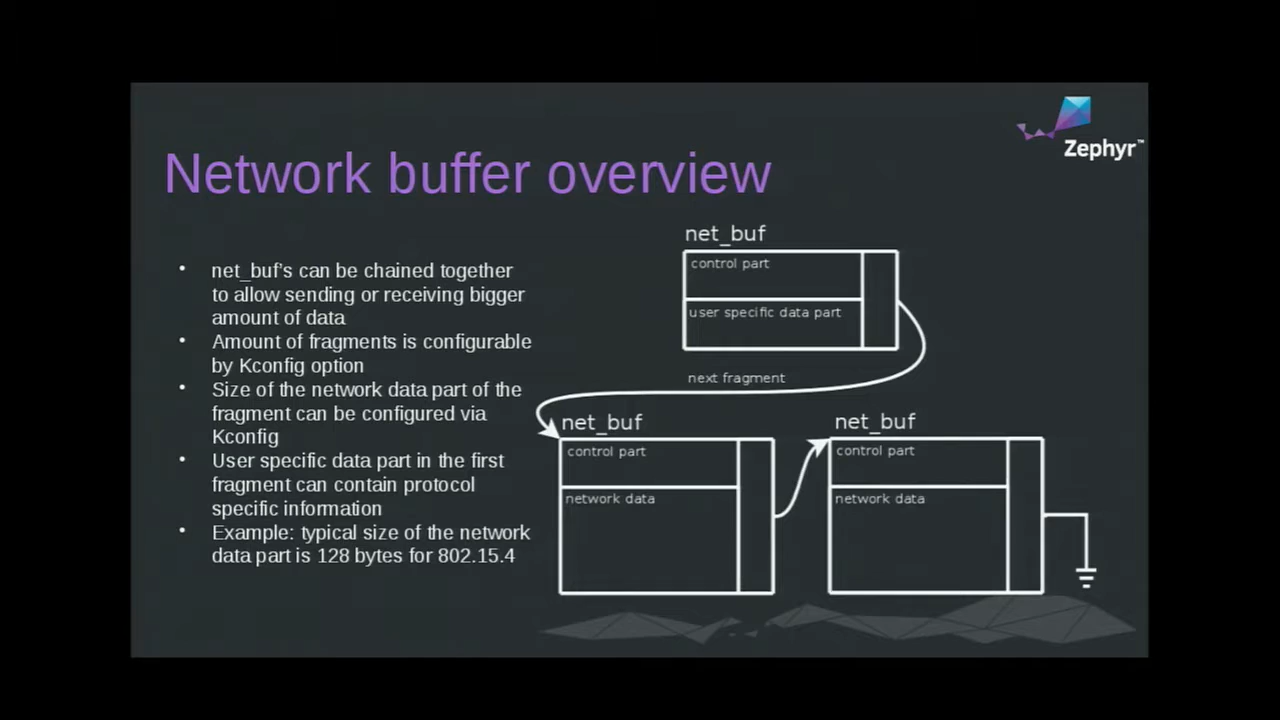 Zephyr™
Network buffer overview
• net_buf’s can be chained together
to allow sending or receiving bigger
amount of data
• Amount of fragments is configurable
by Kconfig option
• Size of the network data part of the
fragment can be configured via
Kconfig
• User specific data part in the first
fragment can contain protocol
specific information
• Example: typical size of the network
data part is 128 bytes for 802.15.4
net_buf
control part
user specific data part
next fragment
net_buf
control part
network data
net_buf
control part
network data